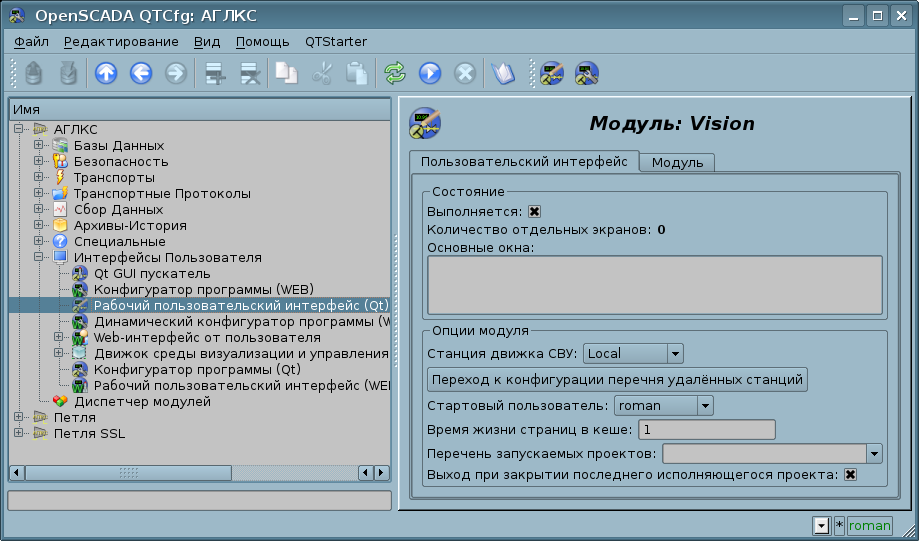 OpenSCADA QTCfg: АГЛКС
Файл Редактирование Вид Помощь QTStarter
Имя
АГЛКС
Базы Данных
Безопасность
Транспорты
Транспортные Протоколы
Сбор Данных
Архивы-История
Специальные
Интерфейсы Пользователя
Qt GUI пускатель
Конфигуратор программы (WEB)
Рабочий пользовательский интерфейс (Qt)
Динамический конфигуратор программы (W
Web-интерфейс от пользователя
Движок среды визуализации и управления
Конфигуратор программы (Qt)
Рабочий пользовательский интерфейс (WE
Диспетчер модулей
Петля
Петля SSL
Модуль: Vision
Пользовательский интерфейс Модуль
Состояние
Выполняется:
Количество отдельных экранов: 0
Основные окна:
Опции модуля
Станция движка СВУ: Local
Переход к конфигурации перечня удалённых станций
Стартовый пользователь: roman
Время жизни страниц в кеше: 1
Перечень запускаемых проектов:
Выход при закрытии последнего исполняющегося проекта:
* roman